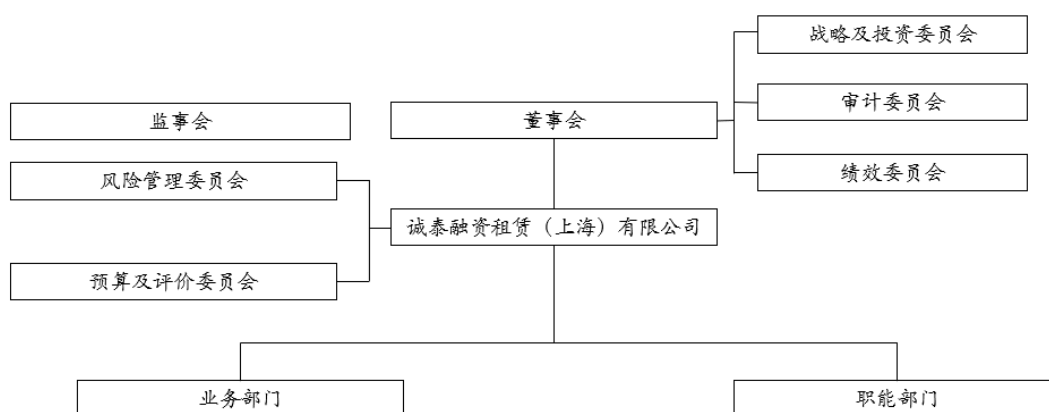 战略及投资委员会
监事会
董事会
审计委员会
风险管理委员会
绩效委员会
诚泰融资租赁（上海）有限公司
预算及评价委员会
业务部门
职能部门